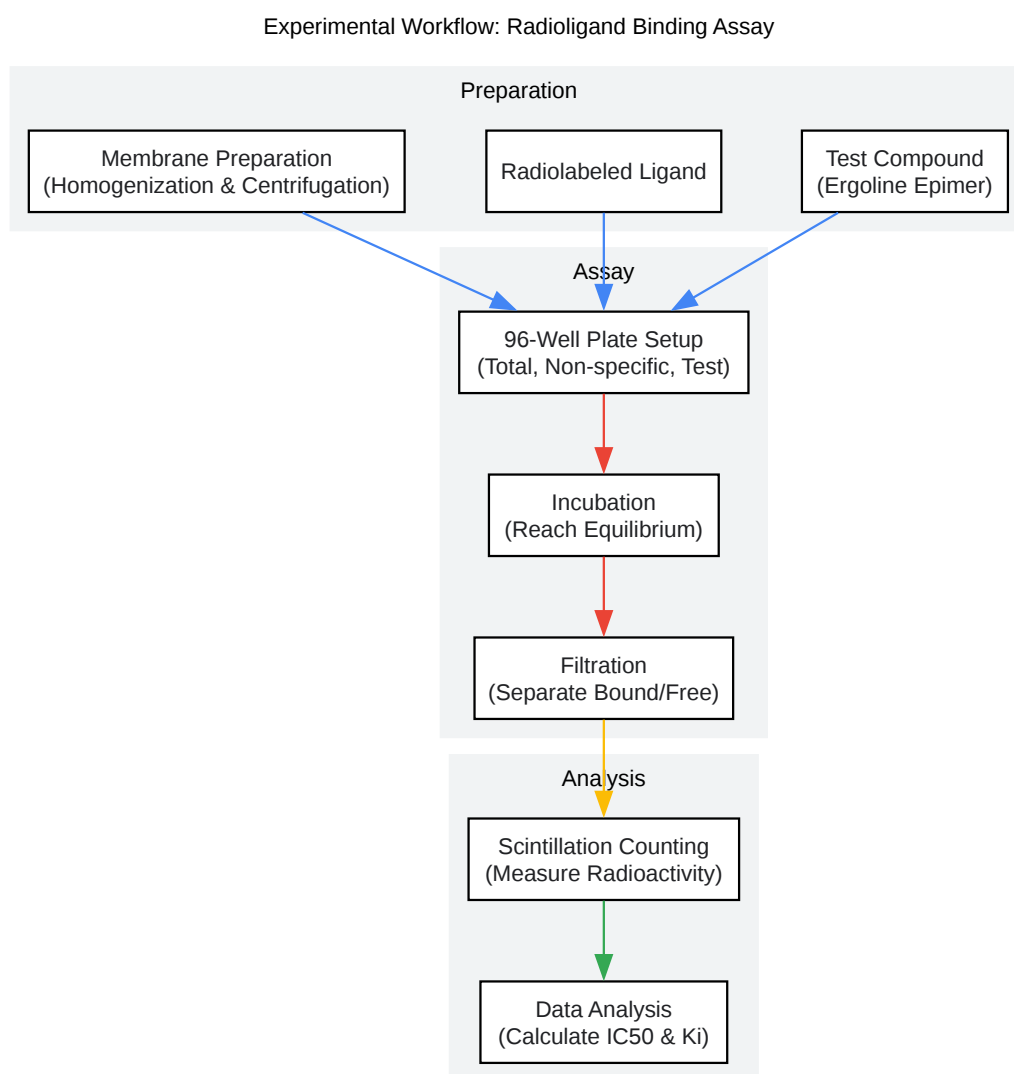 Experimental Workflow: Radioligand Binding Assay
Preparation
Membrane Preparation
(Homogenization & Centrifugation)
Radiolabeled Ligand
Test Compound
(Ergoline Epimer)
Assay
96-Well Plate Setup
(Total, Non-specific, Test)
Incubation
(Reach Equilibrium)
Filtration
(Separate Bound/Free)
Analysis
Scintillation Counting
(Measure Radioactivity)
Data Analysis
(Calculate IC50 & Ki)